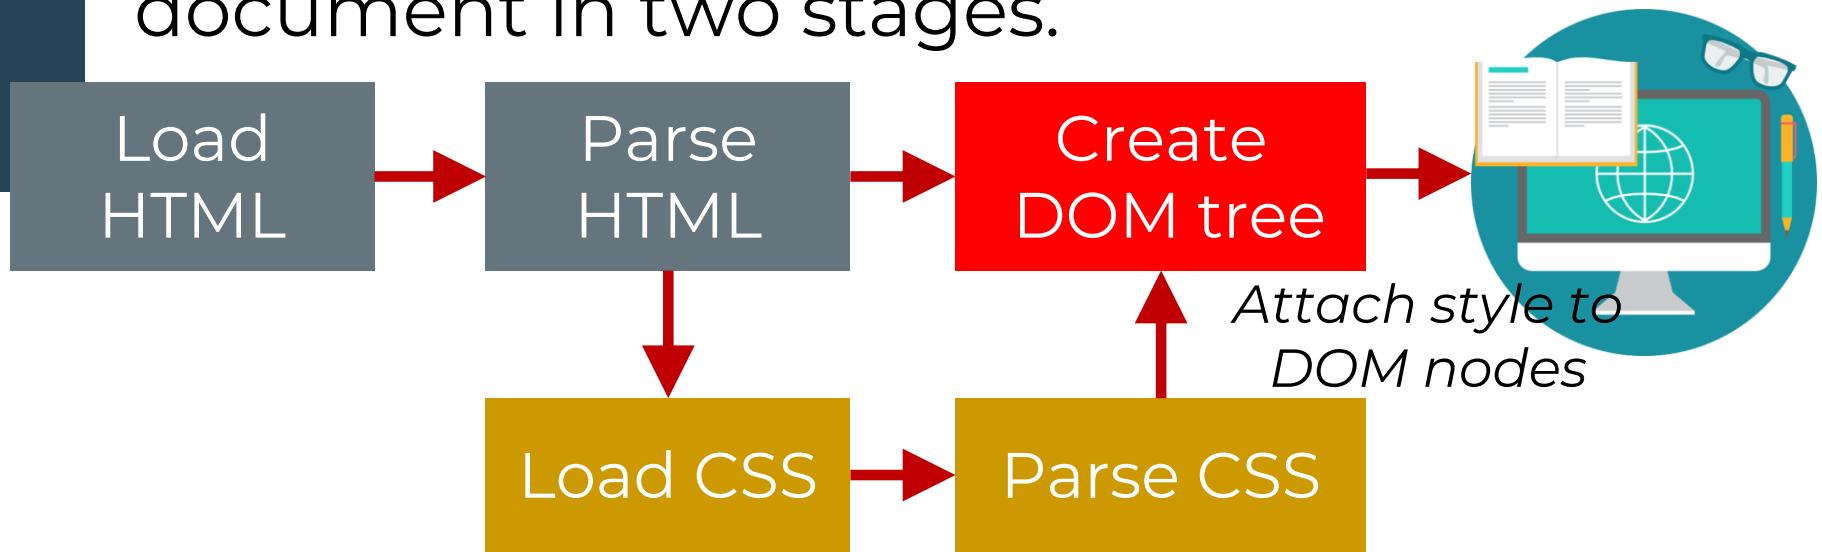 document in two stages.
Load
HTML
Parse
HTML
Create
DOM tree
Attach style to
DOM nodes
Load CSS
Parse CSS